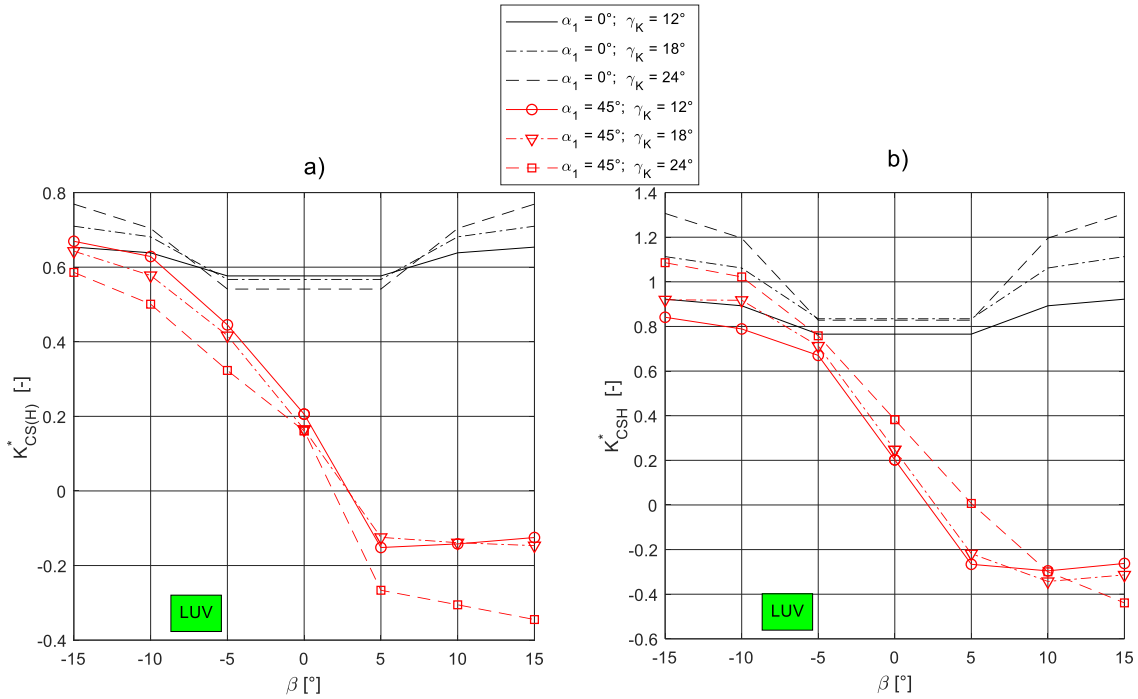 α1 = 0°; γK = 12°
α1 = 0°; γK = 18°
α1 = 0°; γK = 24°
α1 = 45°; γK = 12°
α1 = 45°; γK = 18°
α1 = 45°; γK = 24°
a)
0.8
0.6
0.4
0.2
0
-0.2
-0.4
K*CS(H) [-]
LUV
-15 -10 -5 0 5 10 15
β [°]
b)
1.4
1.2
1
0.8
0.6
0.4
0.2
0
-0.2
-0.4
-0.6
K*CSH [-]
LUV
-15 -10 -5 0 5 10 15
β [°]